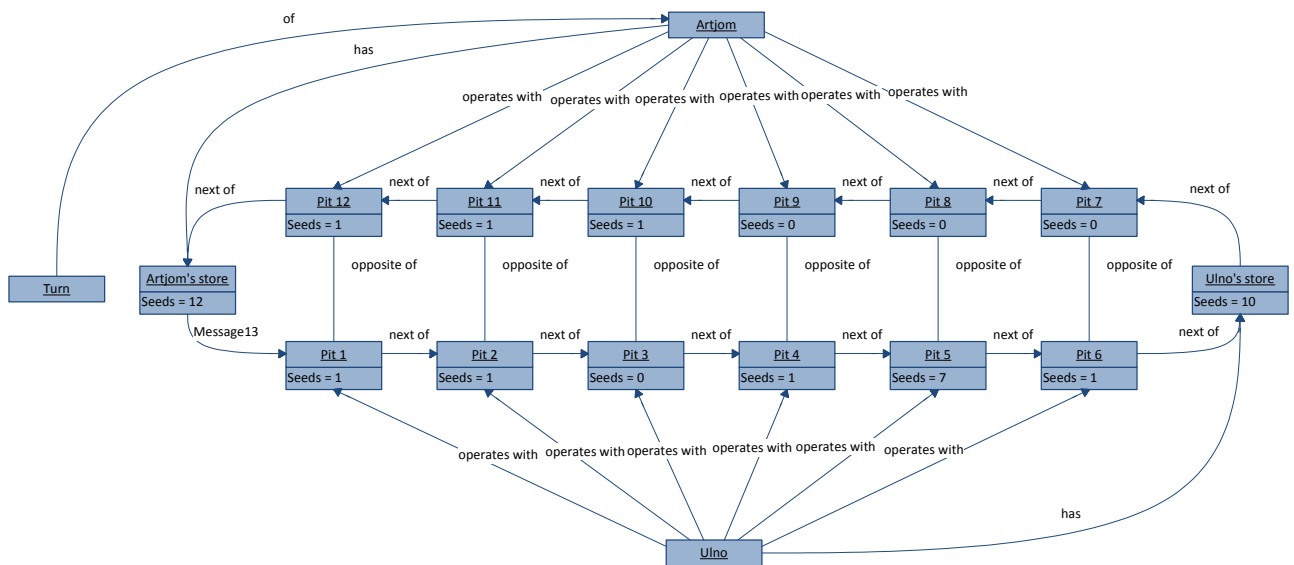 of
Artjom
has
operates with
operates with
operates with
operates with
operates with
operates with
next of
next of
next of
next of
next of
next of
next of
Pit 12
Seeds = 1
Pit 11
Seeds = 1
Pit 10
Seeds = 1
Pit 9
Seeds = 0
Pit 8
Seeds = 0
Pit 7
Seeds = 0
opposite of
opposite of
opposite of
opposite of
opposite of
opposite of
Turn
Artjom's store
Seeds = 12
Ulno's store
Seeds = 10
Message13
next of
next of
next of
next of
next of
next of
Pit 1
Seeds = 1
Pit 2
Seeds = 1
Pit 3
Seeds = 0
Pit 4
Seeds = 1
Pit 5
Seeds = 7
Pit 6
Seeds = 1
operates with
operates with
operates with
operates with
operates with
operates with
has
Ulno